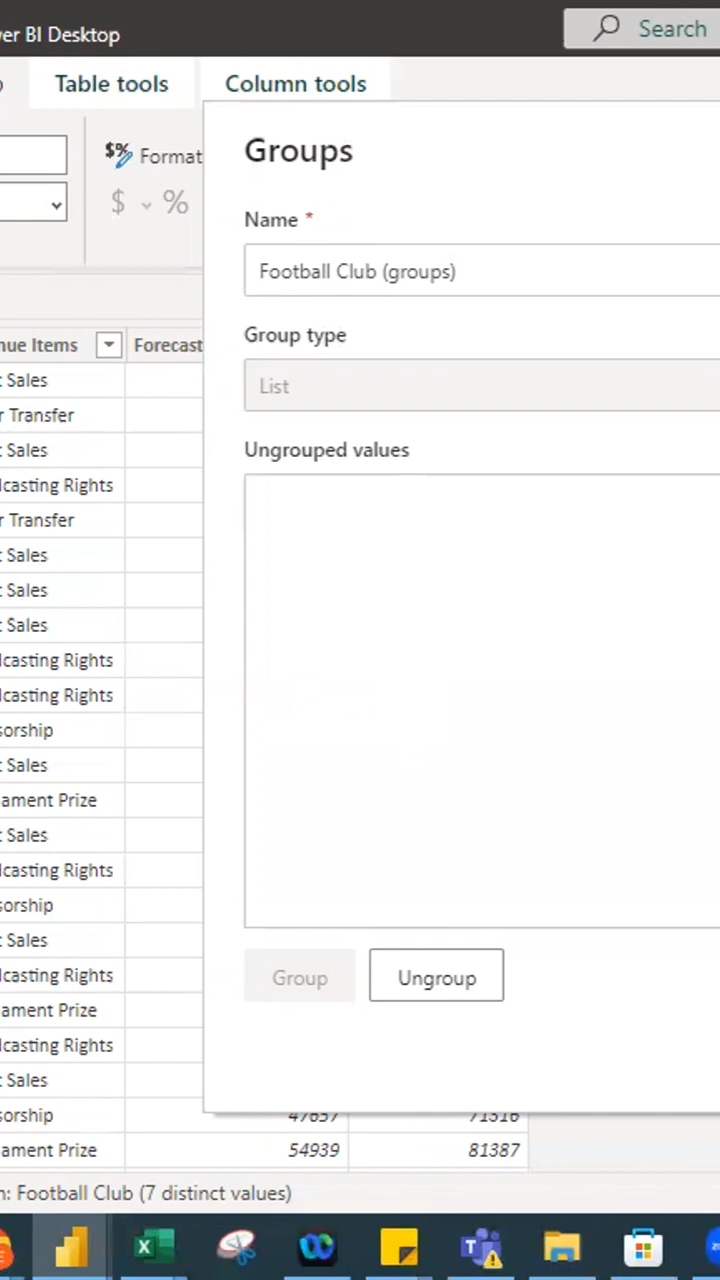 er BI Desktop
Search
Table tools
Column tools
Format
$ %
Groups
Name *
Football Club (groups)
Group type
List
Ungrouped values
nue Items
Forecast
t Sales
r Transfer
t Sales
lcasting Rights
r Transfer
t Sales
t Sales
t Sales
lcasting Rights
lcasting Rights
sorship
t Sales
ament Prize
t Sales
lcasting Rights
sorship
t Sales
lcasting Rights
ament Prize
lcasting Rights
t Sales
sorship 47657 71316
ament Prize 54939 81387
Group
Ungroup
n: Football Club (7 distinct values)